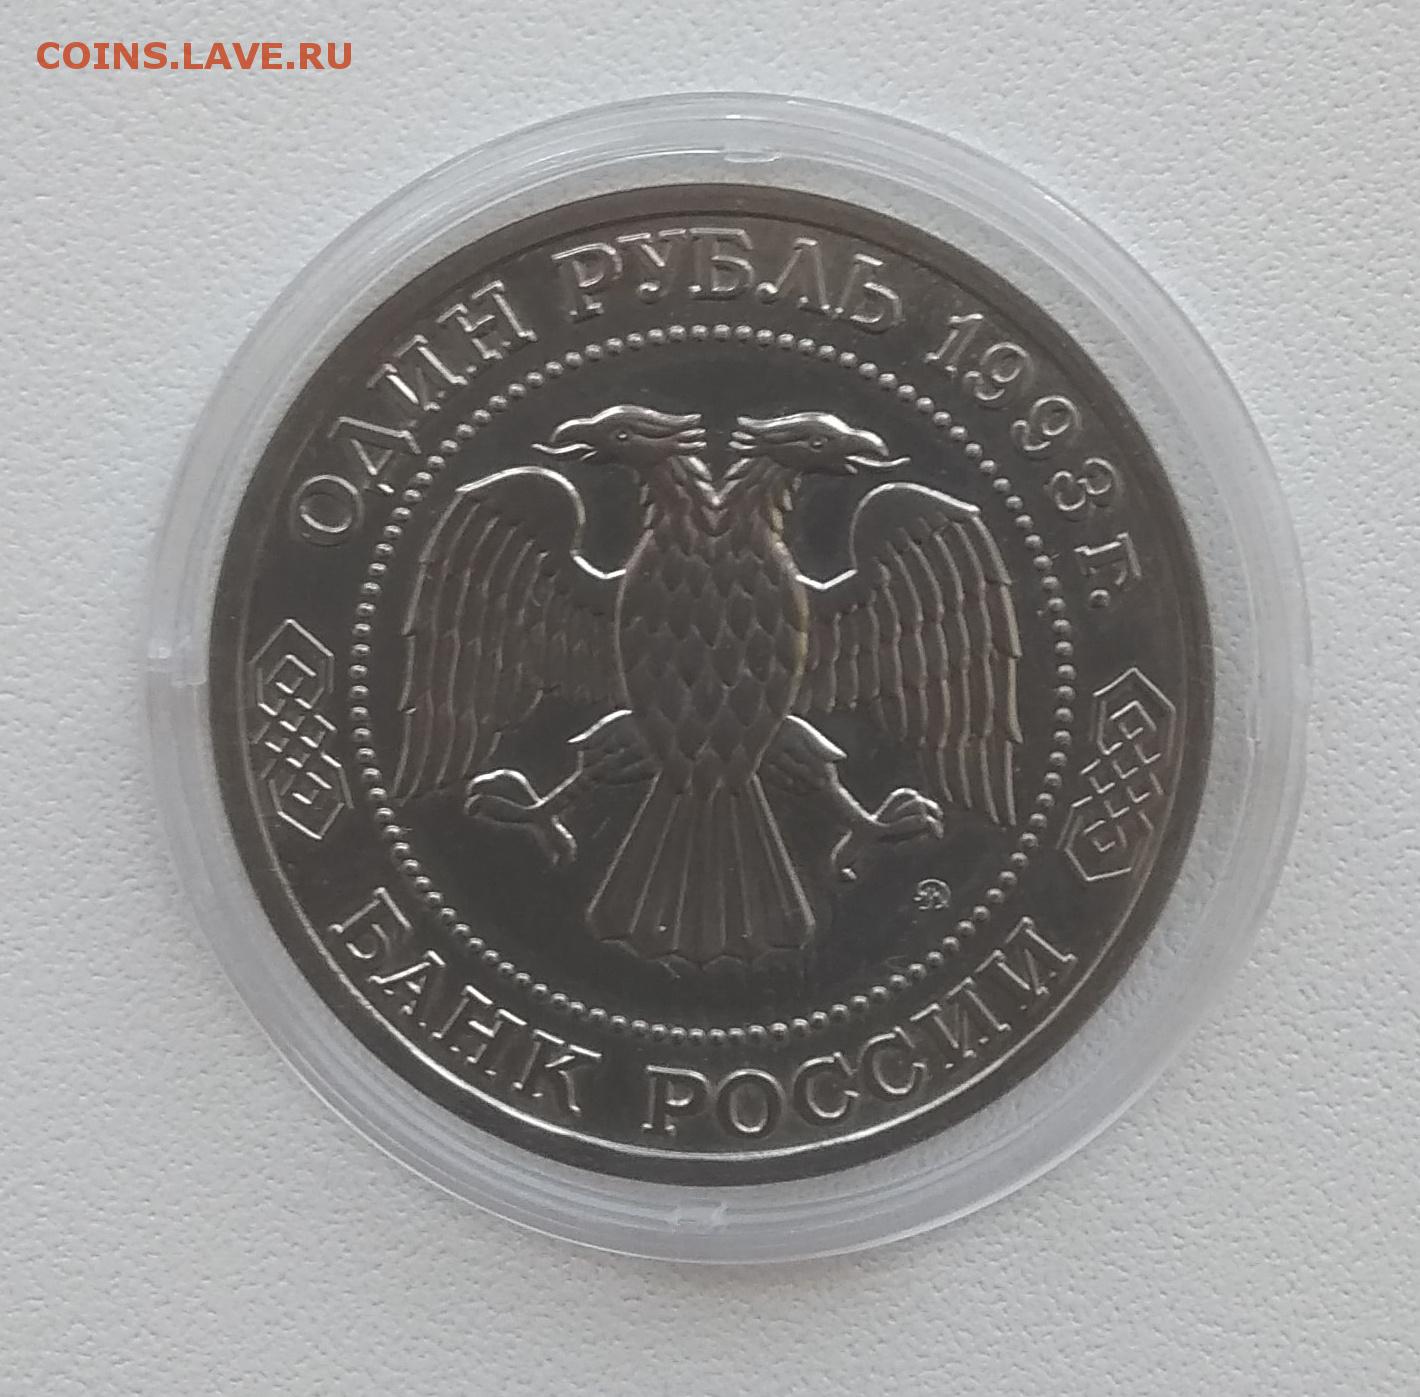 COINS.LAVE.RU
ОДИН РУБЛЬ 1993 г.
БАНК РОССИИ